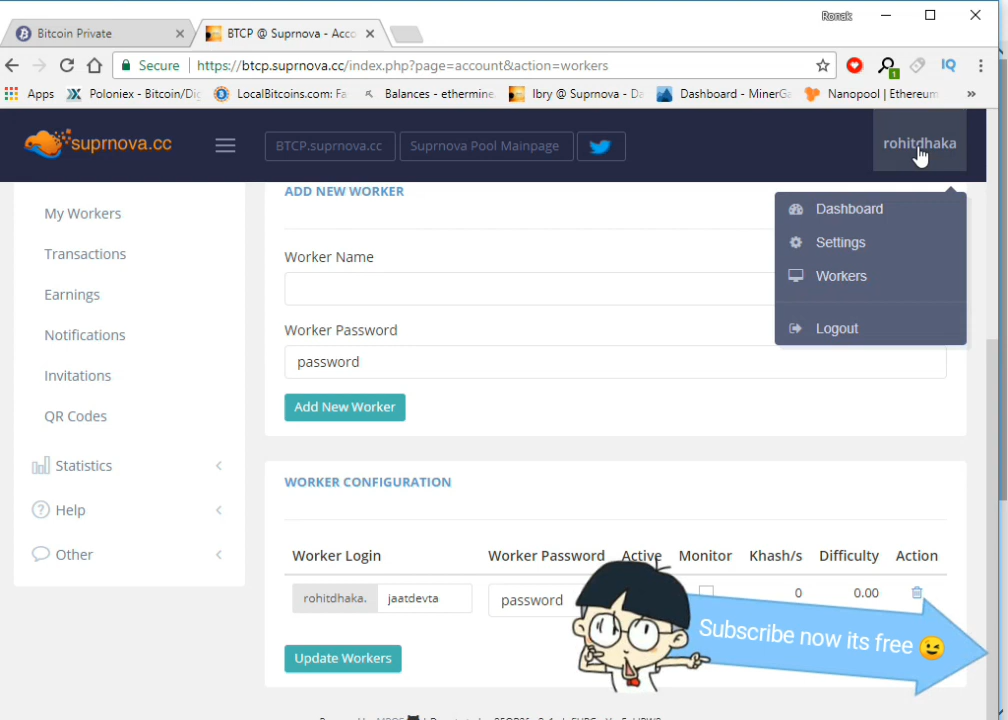 Ronak
Bitcoin Private
BTCP @ Suprnova - Acco
Secure https://btcp.suprnova.cc/index.php?page=account&action=workers
1
IQ
Apps Poloniex - Bitcoin/Dig LocalBitcoins.com: Fa Balances - ethermine. lbry @ Suprnova - Da Dashboard - MinerGa Nanopool | Ethereum »
suprnova.cc BTCP.suprnova.cc Suprnova Pool Mainpage rohitdhaka
Dashboard
Settings
Workers
Logout
My Workers
Transactions
Earnings
Notifications
Invitations
QR Codes
Statistics
Help
Other
ADD NEW WORKER
Worker Name
Worker Password
password
Add New Worker
WORKER CONFIGURATION
Worker Login Worker Password Active Monitor Khash/s Difficulty Action
rohitdhaka. jaatdevta password 0 0.00
Subscribe now its free 😉
Update Workers